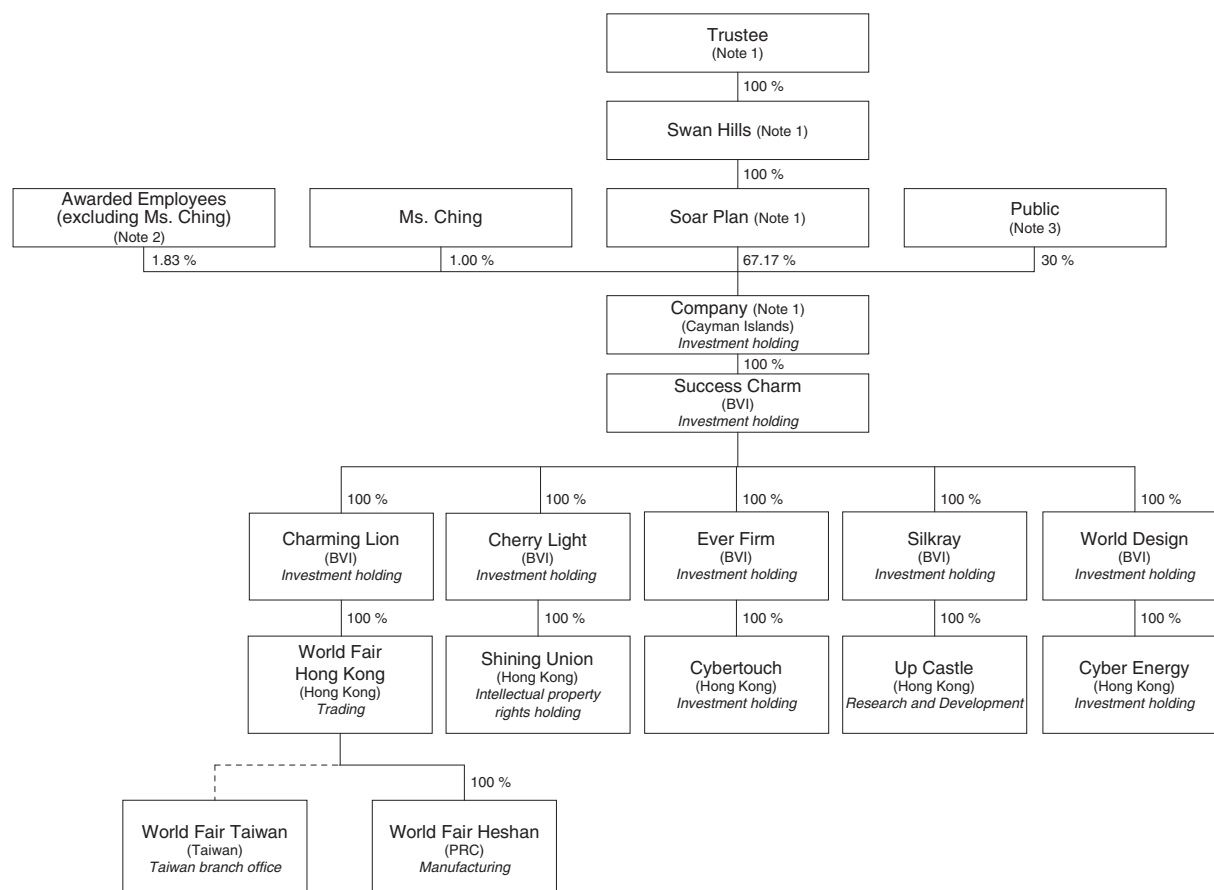 Trustee
(Note 1)
100 %
Swan Hills (Note 1)
100 %
Awarded Employees
(excluding Ms. Ching)
(Note 2)
Ms. Ching
Soar Plan (Note 1)
Public
(Note 3)
1.83 %
1.00 %
67.17 %
30 %
Company (Note 1)
(Cayman Islands)
Investment holding
100 %
Success Charm
(BVI)
Investment holding
100 %
100 %
100 %
100 %
100 %
Charming Lion
(BVI)
Investment holding
Cherry Light
(BVI)
Investment holding
Ever Firm
(BVI)
Investment holding
Silkray
(BVI)
Investment holding
World Design
(BVI)
Investment holding
100 %
100 %
100 %
100 %
100 %
World Fair
Hong Kong
(Hong Kong)
Trading
Shining Union
(Hong Kong)
Intellectual property
rights holding
Cybertouch
(Hong Kong)
Investment holding
Up Castle
(Hong Kong)
Research and Development
Cyber Energy
(Hong Kong)
Investment holding
100 %
World Fair Taiwan
(Taiwan)
Taiwan branch office
World Fair Heshan
(PRC)
Manufacturing